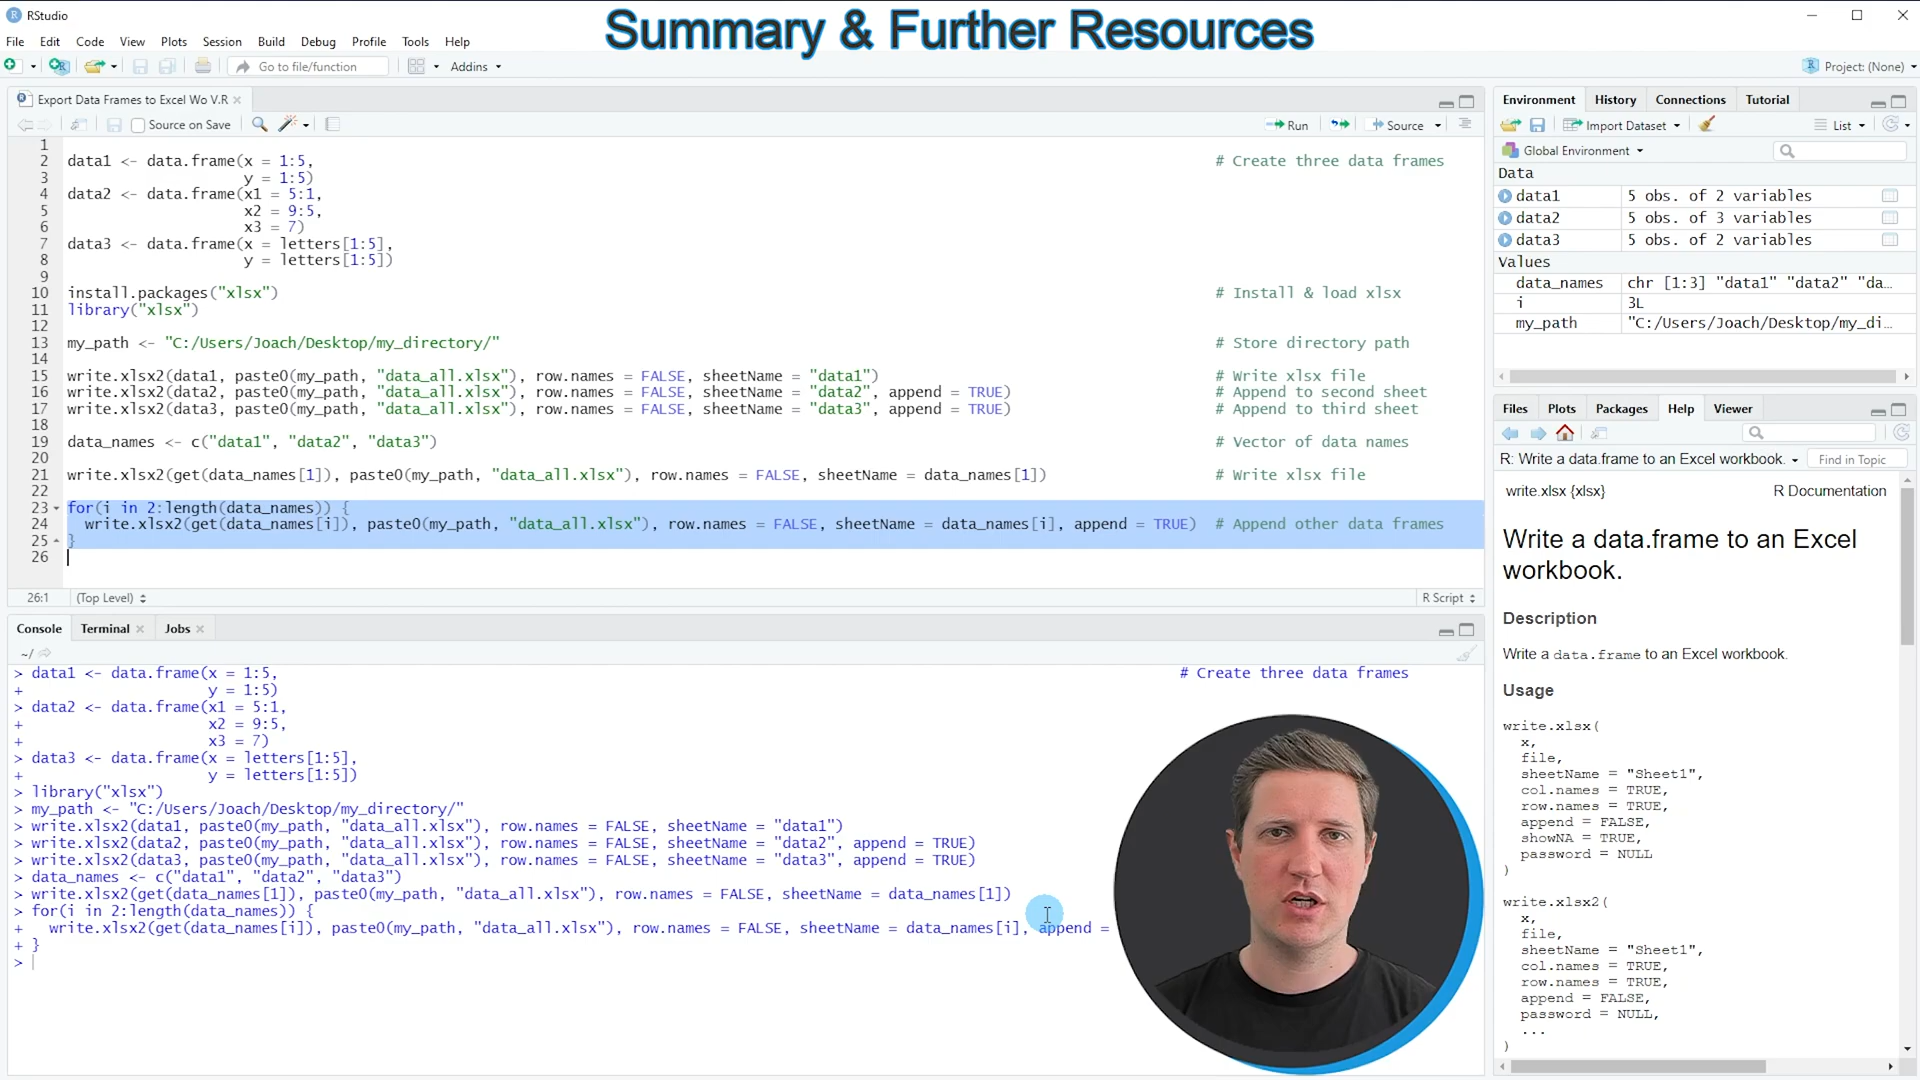 RStudio
Summary & Further Resources
File Edit Code View Plots Session Build Debug Profile Tools Help
Go to file/function
Addins
Project: (None)
Export Data Frames to Excel Wo V.R
Source on Save
Run
Source
1
2 data1 <- data.frame(x = 1:5, # Create three data frames
3 y = 1:5)
4 data2 <- data.frame(x1 = 5:1,
5 x2 = 9:5,
6 x3 = 7)
7 data3 <- data.frame(x = letters[1:5],
8 y = letters[1:5])
9
10 install.packages("xlsx") # Install & load xlsx
11 library("xlsx")
12
13 my_path <- "C:/Users/Joach/Desktop/my_directory/" # Store directory path
14
15 write.xlsx2(data1, paste0(my_path, "data_all.xlsx"), row.names = FALSE, sheetName = "data1") # Write xlsx file
16 write.xlsx2(data2, paste0(my_path, "data_all.xlsx"), row.names = FALSE, sheetName = "data2", append = TRUE) # Append to second sheet
17 write.xlsx2(data3, paste0(my_path, "data_all.xlsx"), row.names = FALSE, sheetName = "data3", append = TRUE) # Append to third sheet
18
19 data_names <- c("data1", "data2", "data3") # Vector of data names
20
21 write.xlsx2(get(data_names[1]), paste0(my_path, "data_all.xlsx"), row.names = FALSE, sheetName = data_names[1]) # Write xlsx file
22
23 for(i in 2:length(data_names)) {
24 write.xlsx2(get(data_names[i]), paste0(my_path, "data_all.xlsx"), row.names = FALSE, sheetName = data_names[i], append = TRUE) # Append other data frames
25 }
26
26:1 (Top Level) R Script
Console Terminal Jobs
~/
> data1 <- data.frame(x = 1:5, # Create three data frames
+ y = 1:5)
> data2 <- data.frame(x1 = 5:1,
+ x2 = 9:5,
+ x3 = 7)
> data3 <- data.frame(x = letters[1:5],
+ y = letters[1:5])
> library("xlsx")
> my_path <- "C:/Users/Joach/Desktop/my_directory/"
> write.xlsx2(data1, paste0(my_path, "data_all.xlsx"), row.names = FALSE, sheetName = "data1")
> write.xlsx2(data2, paste0(my_path, "data_all.xlsx"), row.names = FALSE, sheetName = "data2", append = TRUE)
> write.xlsx2(data3, paste0(my_path, "data_all.xlsx"), row.names = FALSE, sheetName = "data3", append = TRUE)
> data_names <- c("data1", "data2", "data3")
> write.xlsx2(get(data_names[1]), paste0(my_path, "data_all.xlsx"), row.names = FALSE, sheetName = data_names[1])
> for(i in 2:length(data_names)) {
+ write.xlsx2(get(data_names[i]), paste0(my_path, "data_all.xlsx"), row.names = FALSE, sheetName = data_names[i], append =
+ }
>
Environment History Connections Tutorial
Import Dataset List
Global Environment
Data
data1 5 obs. of 2 variables
data2 5 obs. of 3 variables
data3 5 obs. of 2 variables
Values
data_names chr [1:3] "data1" "data2" "da...
i 3L
my_path "C:/Users/Joach/Desktop/my_di...
Files Plots Packages Help Viewer
R: Write a data.frame to an Excel workbook. Find in Topic
write.xlsx {xlsx} R Documentation
Write a data.frame to an Excel
workbook.
Description
Write a data.frame to an Excel workbook.
Usage
write.xlsx(
x,
file,
sheetName = "Sheet1",
col.names = TRUE,
row.names = TRUE,
append = FALSE,
showNA = TRUE,
password = NULL
)
write.xlsx2(
x,
file,
sheetName = "Sheet1",
col.names = TRUE,
row.names = TRUE,
append = FALSE,
password = NULL,
...
)